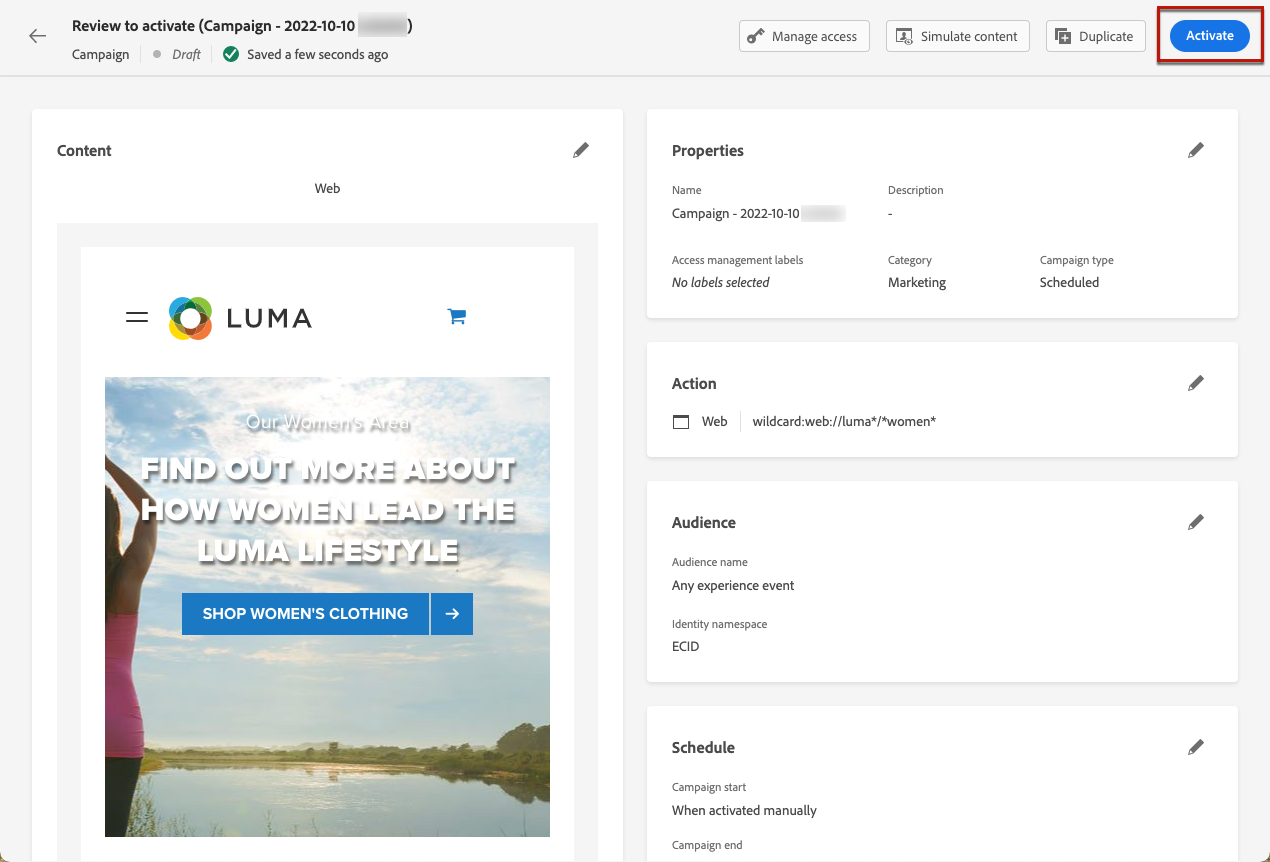 Review to activate (Campaign - 2022-10-10 )
Campaign Draft Saved a few seconds ago
Manage access
Simulate content
Duplicate
Activate
Content
Web
LUMA
Our Women's Area
FIND OUT MORE ABOUT
HOW WOMEN LEAD THE
LUMA LIFESTYLE
SHOP WOMEN'S CLOTHING
Properties
Name
Campaign - 2022-10-10
Description
-
Access management labels
No labels selected
Category
Marketing
Campaign type
Scheduled
Action
Web wildcard:web://luma*/*women*
Audience
Audience name
Any experience event
Identity namespace
ECID
Schedule
Campaign start
When activated manually
Campaign end